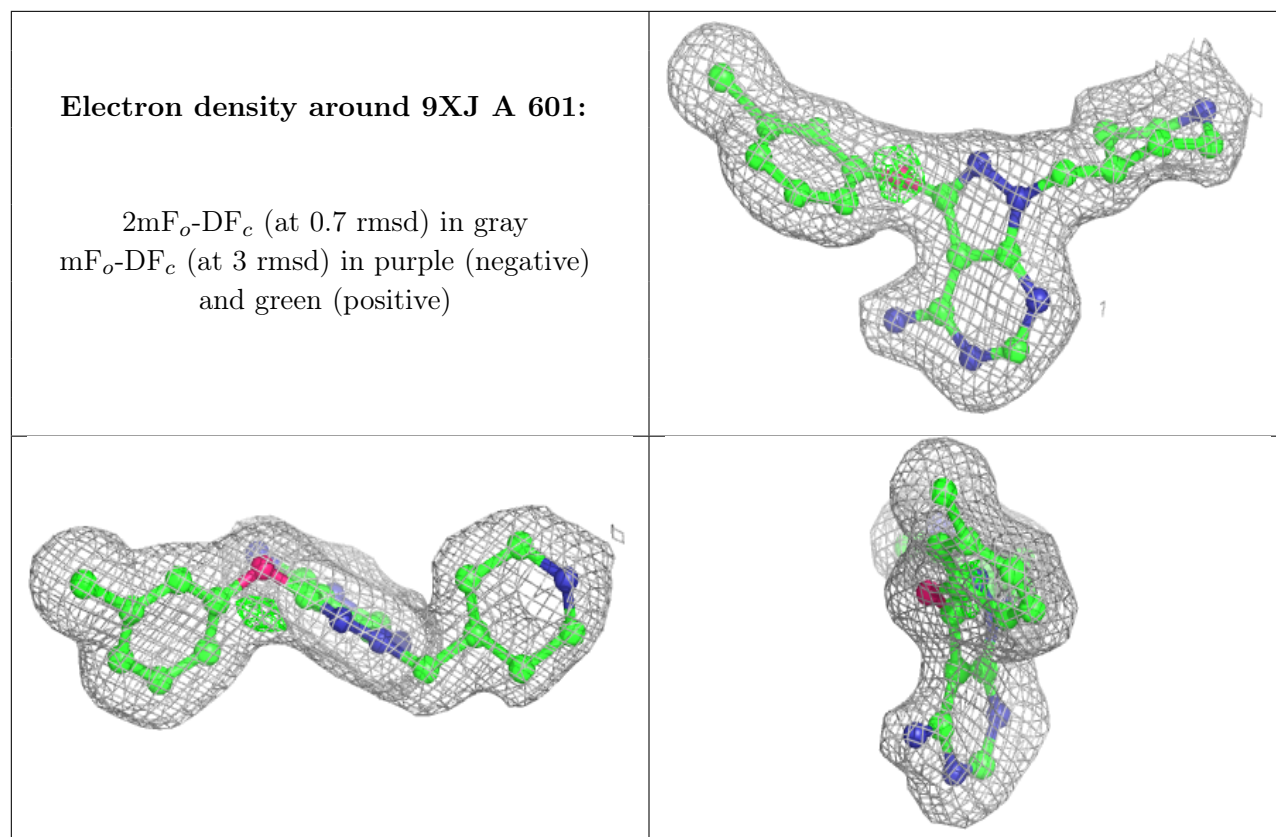 Electron density around 9XJ A 601:
2mFo-DFc (at 0.7 rmsd) in gray
mFo-DFc (at 3 rmsd) in purple (negative)
and green (positive)